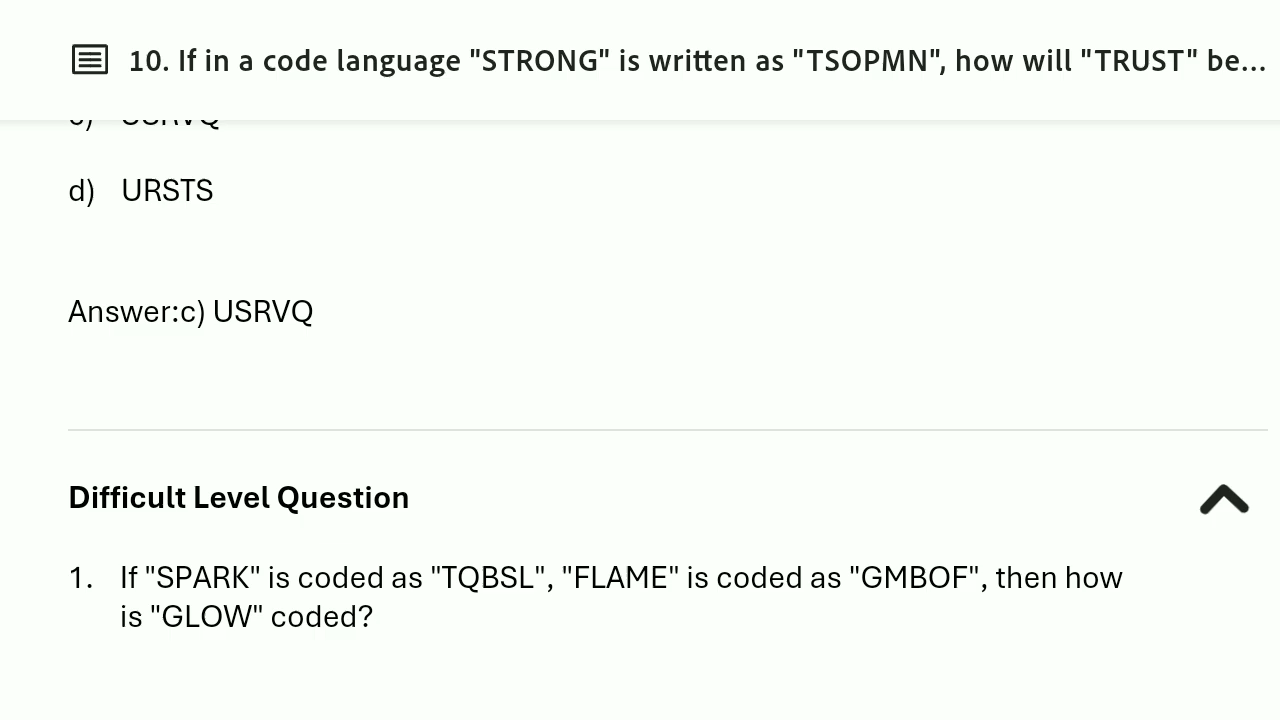 10. If in a code language "STRONG" is written as "TSOPMN", how will "TRUST" be...
d) URSTS
Answer:c) USRVQ
Difficult Level Question
1. If "SPARK" is coded as "TQBSL", "FLAME" is coded as "GMBOF", then how
is "GLOW" coded?